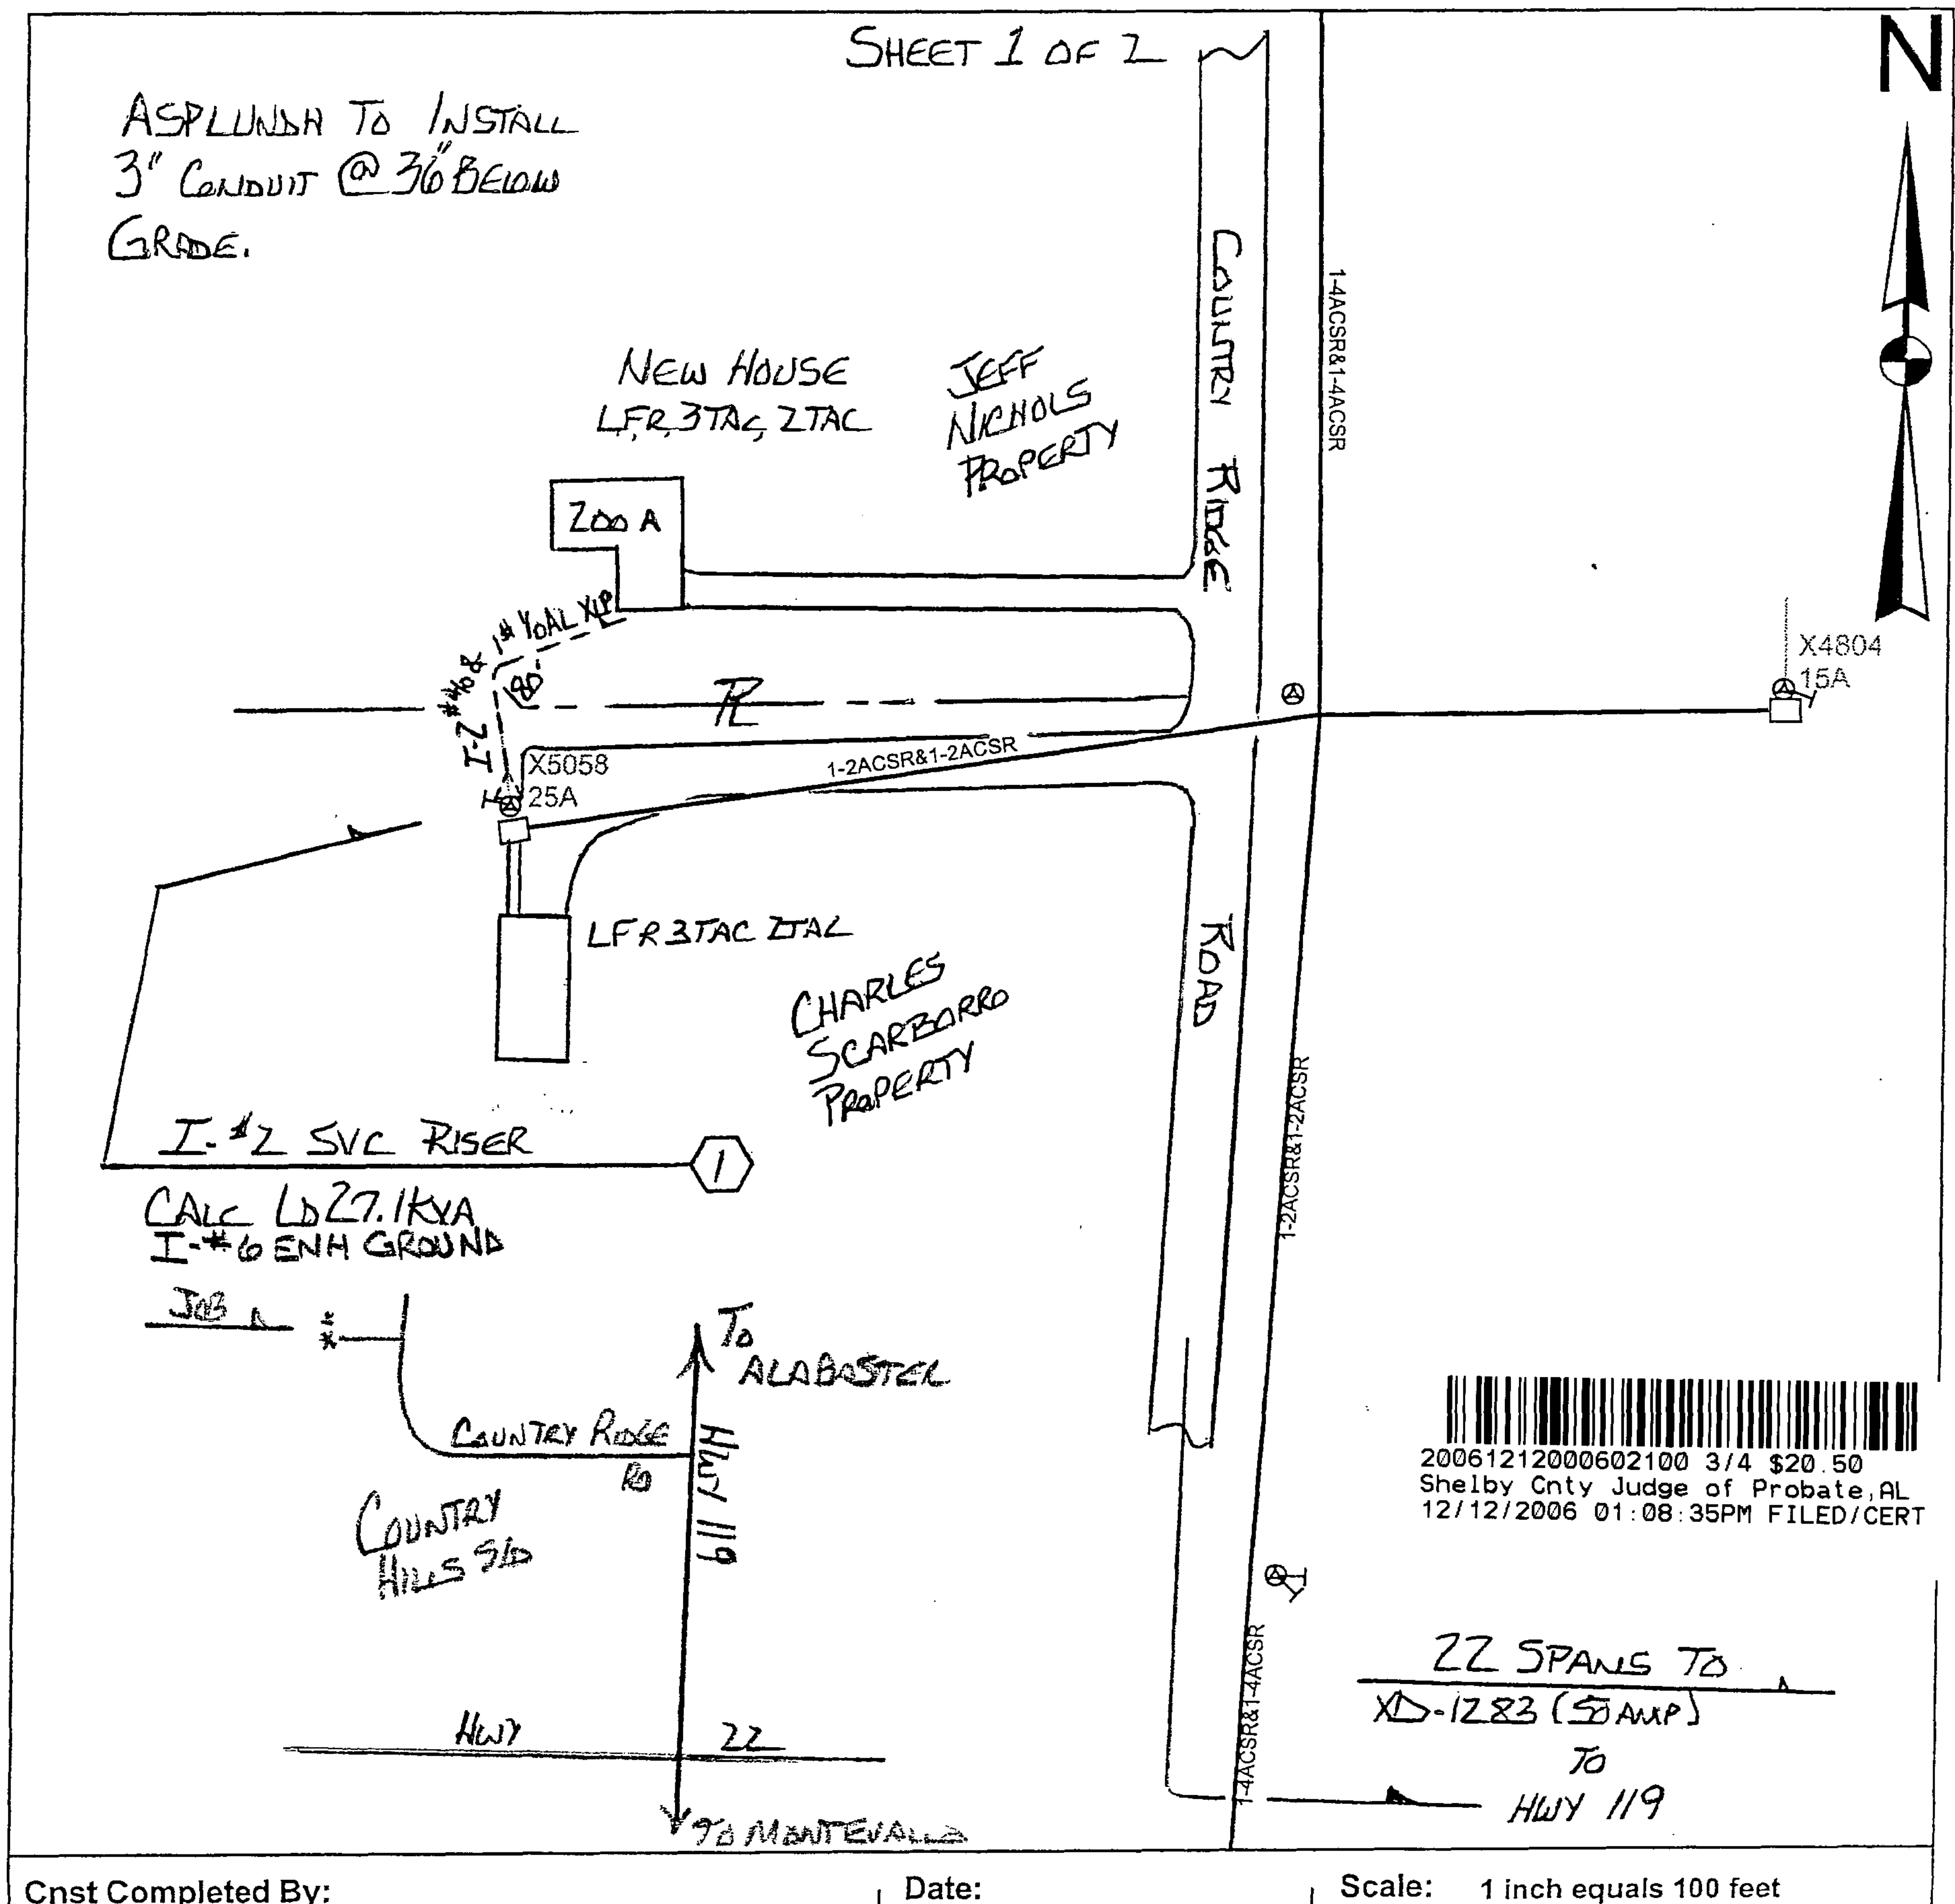 SHEET 1 OF 2
N
ASPLUNDH TO INSTALL
3" CONDUIT @ 36" BELOW
GRADE.
COUNTRY RIDGE ROAD
1-4ACSR&1-4ACSR
NEW HOUSE
LFR, 3TAC, 2TAC
JEFF
NICHOLS
PROPERTY
200 A
I-2#4/0 & 1#1/0AL XLP
180'
PL
X4804
15A
X5058
25A
1-2ACSR&1-2ACSR
LFR 3TAC 2TAC
CHARLES
SCARBORRO
PROPERTY
1-2ACSR&1-2ACSR
I-#2 SVC RISER
1
CALC LD 27.1KVA
I-#6 ENH GROUND
JOB
TO
ALABASTER
COUNTRY RIDGE
RD
HWY 119
COUNTRY
HILLS S/D
20061212000602100 3/4 $20.50
Shelby Cnty Judge of Probate,AL
12/12/2006 01:08:35PM FILED/CERT
1-4ACSR&1-4ACSR
22 SPANS TO
XD-1283 (50 AMP)
TO
HWY 119
HWY 22
TO MONTEVALLO
Cnst Completed By:
Date:
Scale: 1 inch equals 100 feet